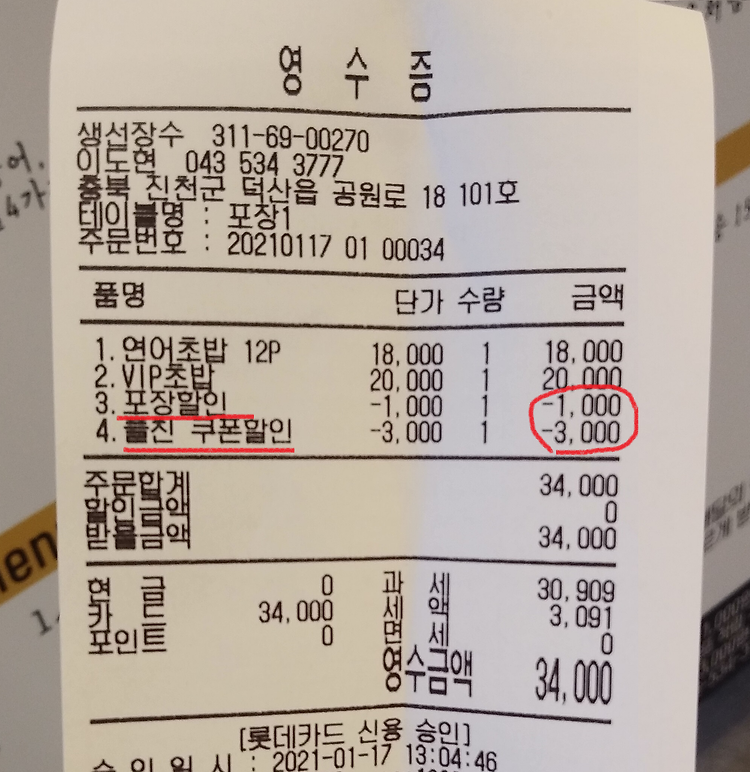 영 수 증
생선장수 311-69-00270
이도현 043 534 3777
충북 진천군 덕산읍 공원로 18 101호
테이블명 : 포장1
주문번호 : 20210117 01 00034
품명 단가 수량 금액
1. 연어초밥 12P 18,000 1 18,000
2. VIP초밥 20,000 1 20,000
3. 포장할인 -1,000 1 -1,000
4. 플친 쿠폰할인 -3,000 1 -3,000
주문합계 34,000
할인금액 0
받을금액 34,000
현 금 0 과 세 30,909
카 드 34,000 세 액 3,091
포인트 0 면 세 0
영수금액 34,000
[롯데카드 신용 승인]
승 인 일 시 : 2021-01-17 13:04:46